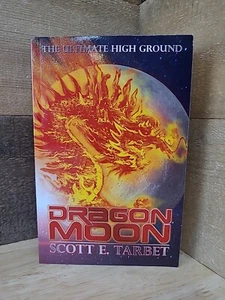 THE ULTIMATE HIGH GROUND
DRAGON
MOON
SCOTT E. TARBET